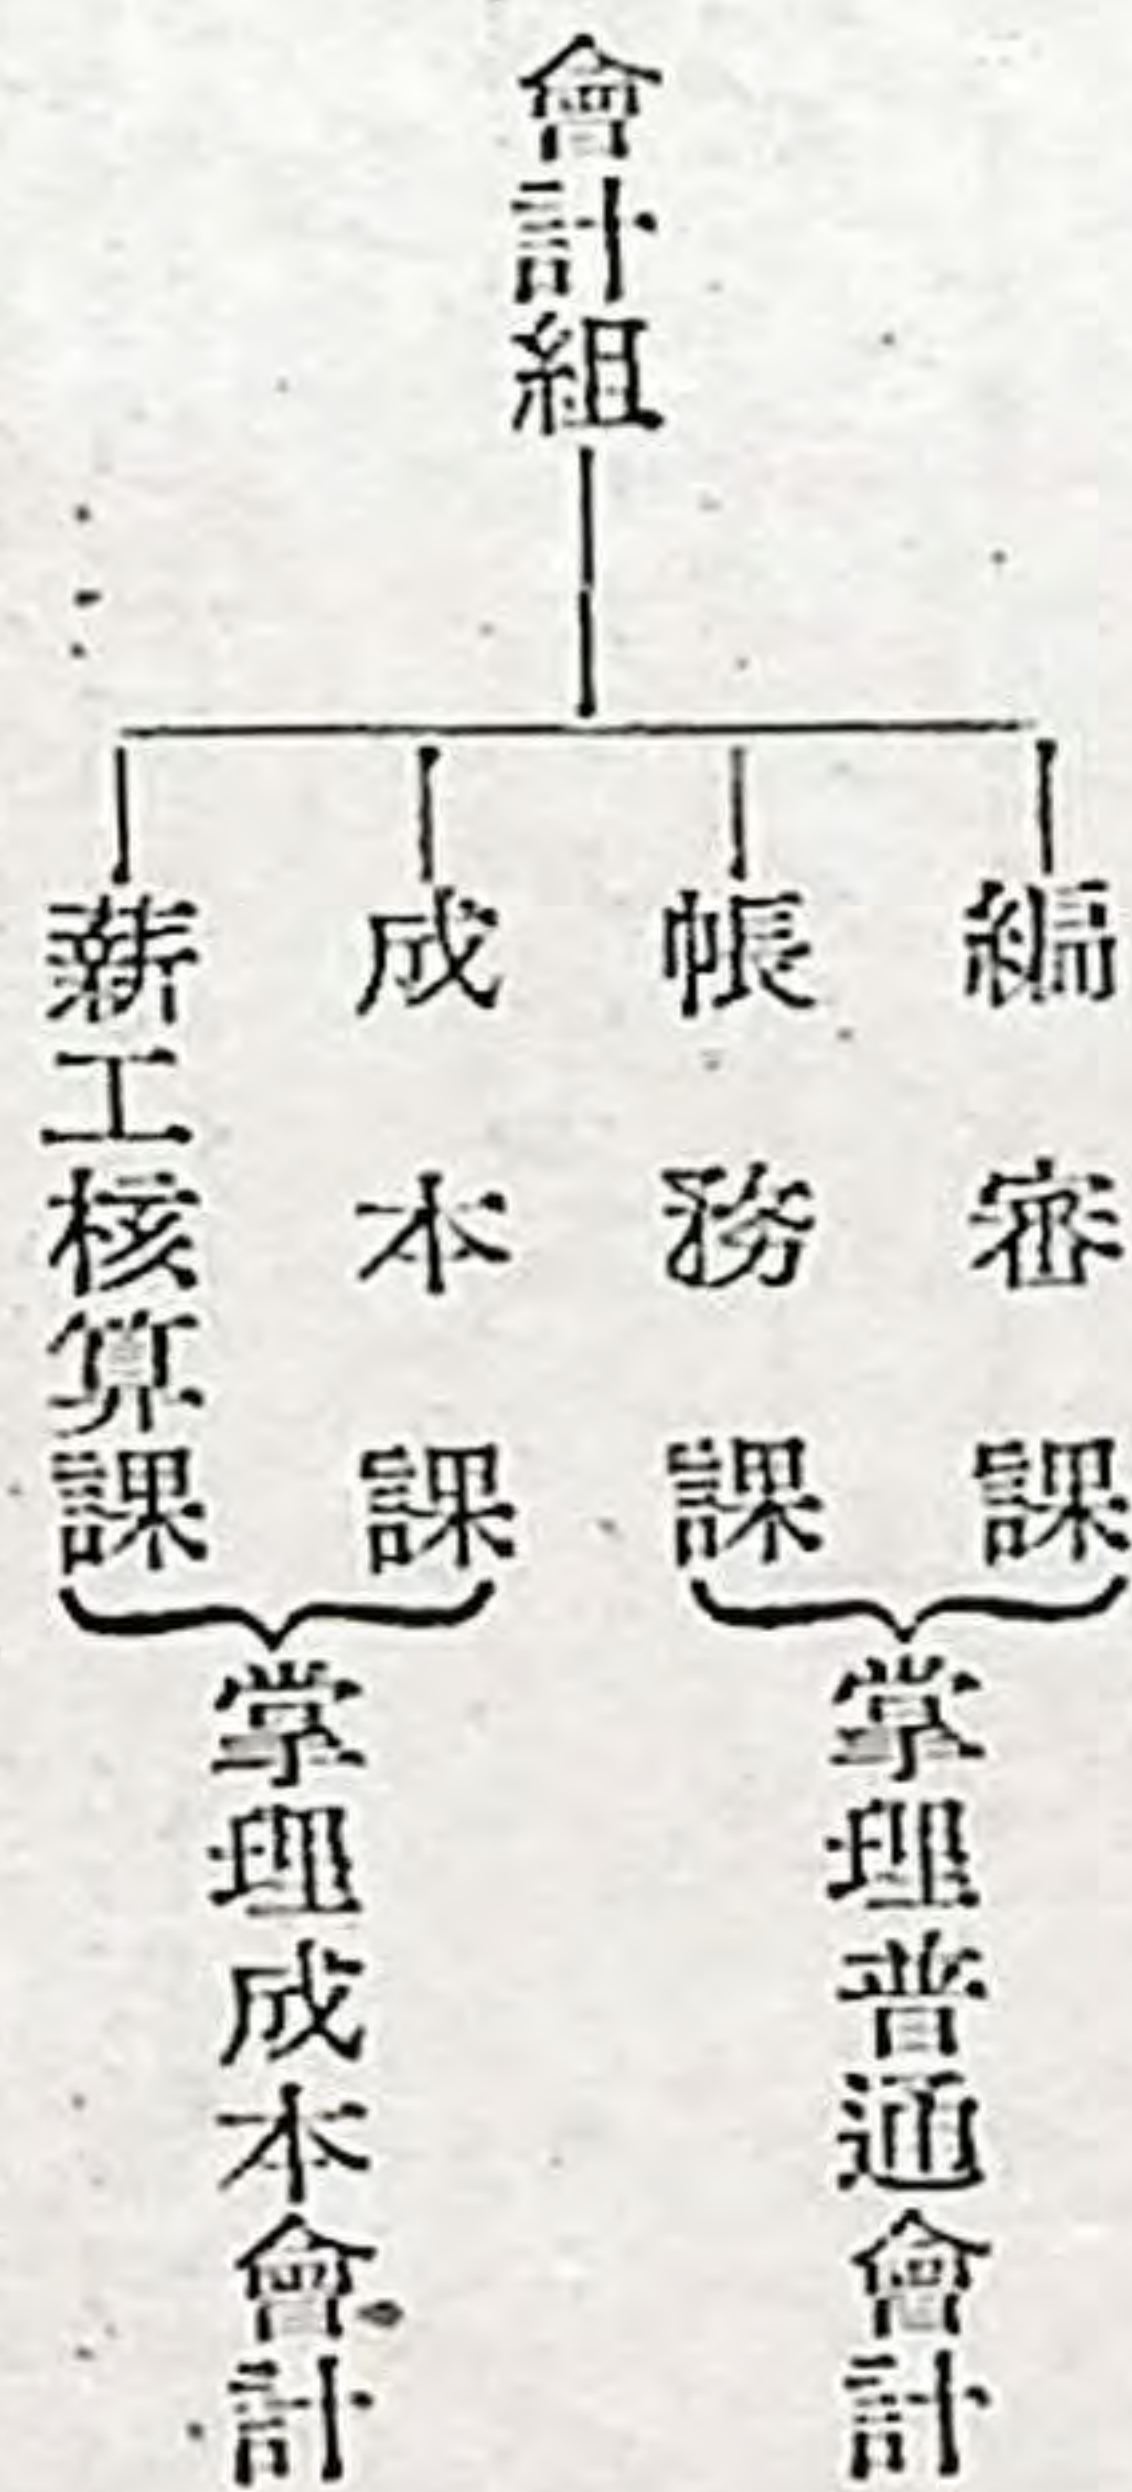 會計組
編審課
帳務課
成本課
薪工核算課
掌理普通會計
掌理成本會計